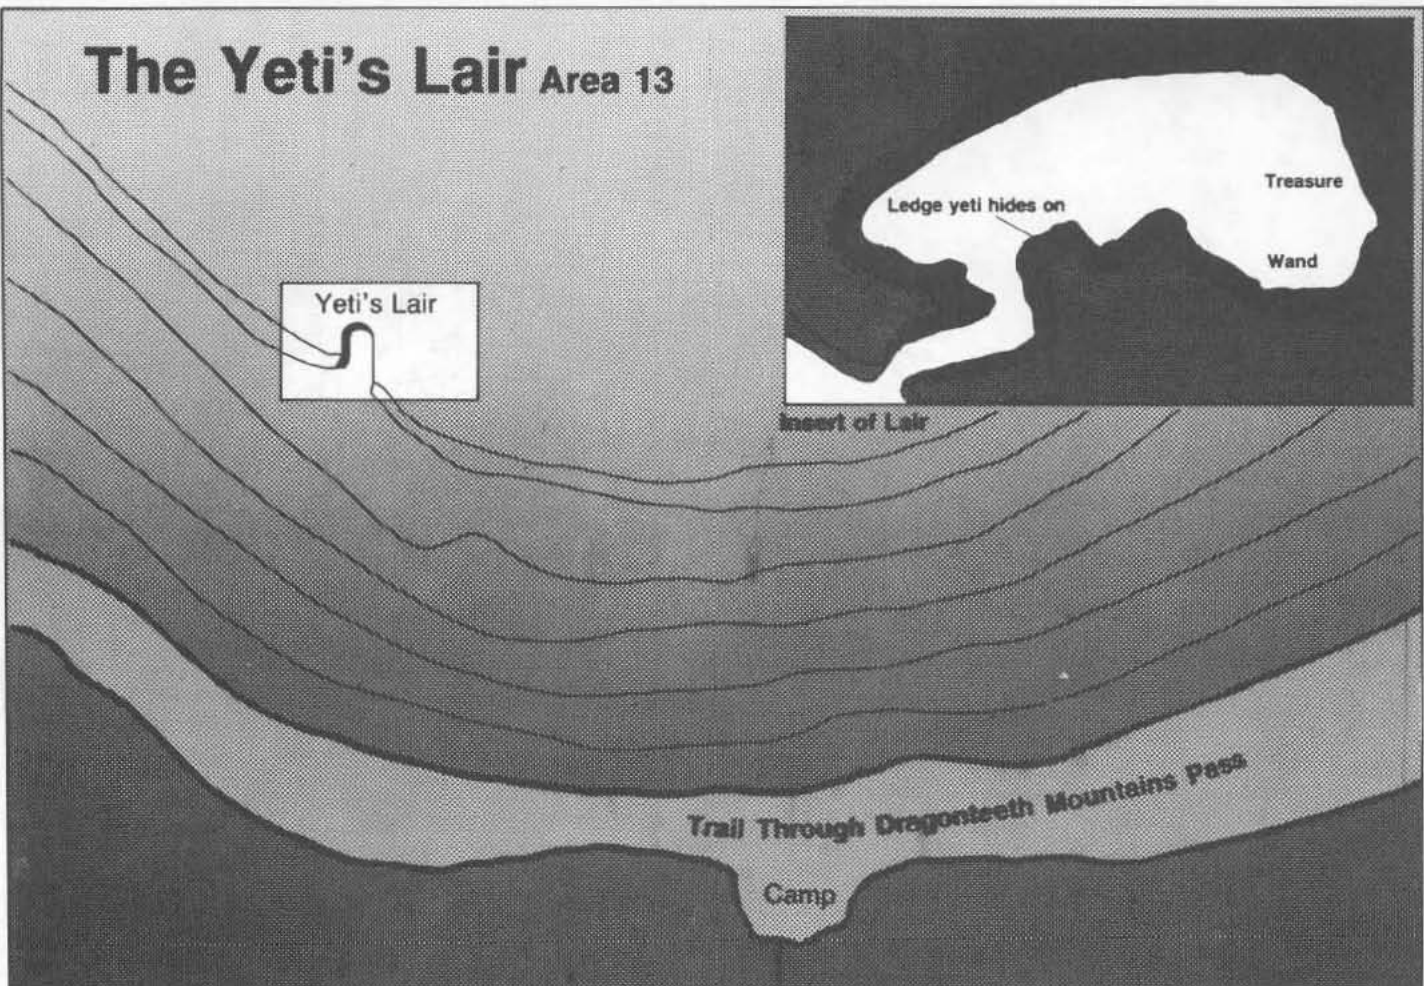 The Yeti's Lair Area 13
Yeti's Lair
Ledge yeti hides on
Treasure
Wand
Insert of Lair
Trail Through Dragonteeth Mountains Pass
Camp